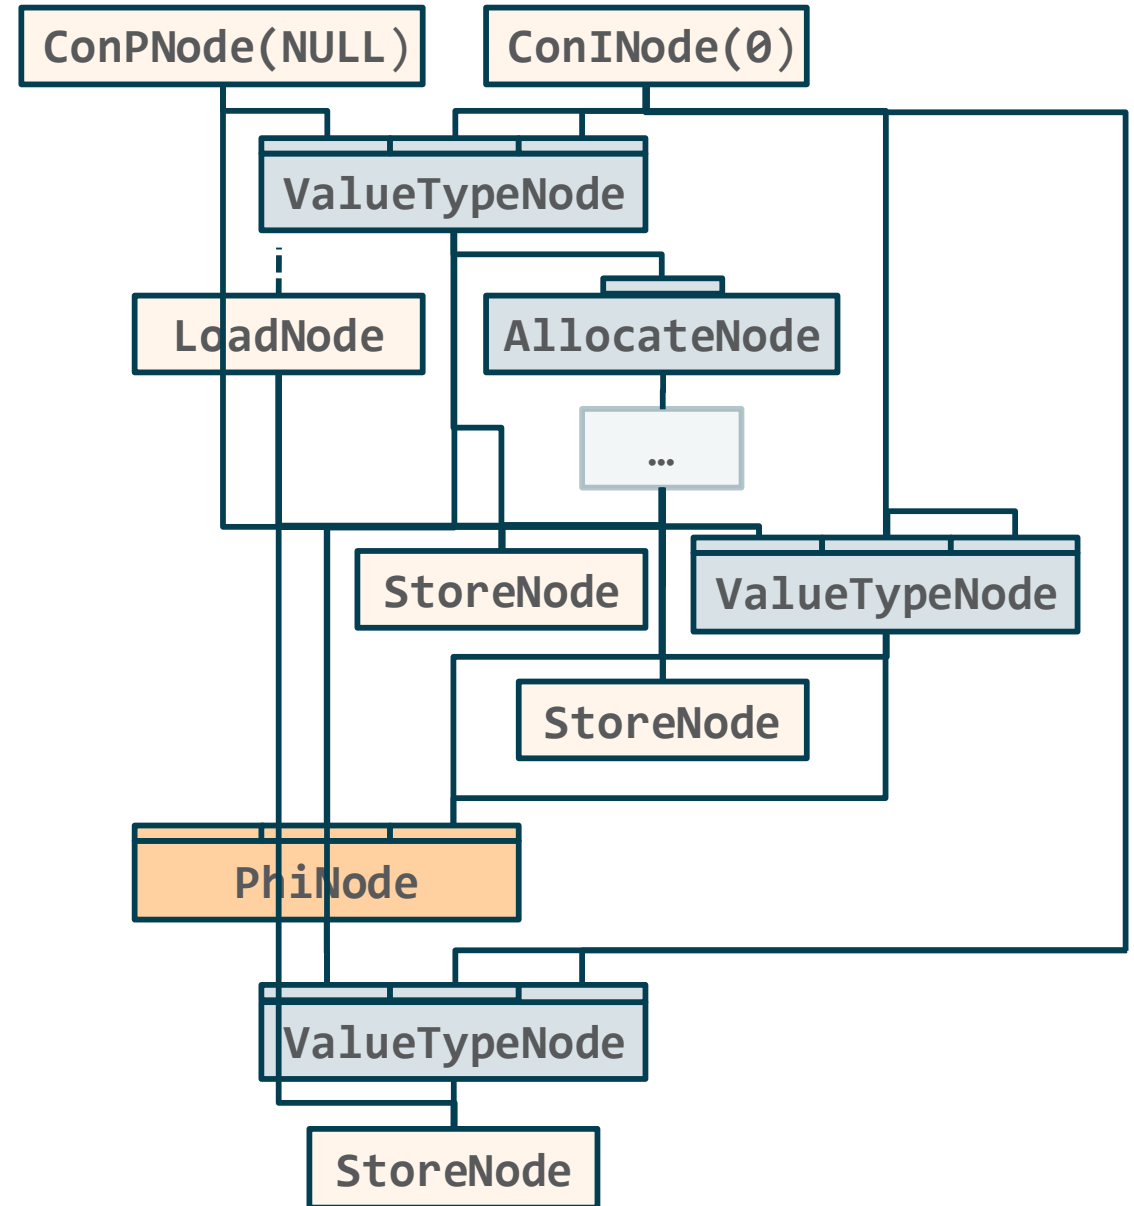 ConPNode(NULL)
ConINode(0)
ValueTypeNode
LoadNode
AllocateNode
…
StoreNode
ValueTypeNode
StoreNode
PhiNode
ValueTypeNode
StoreNode